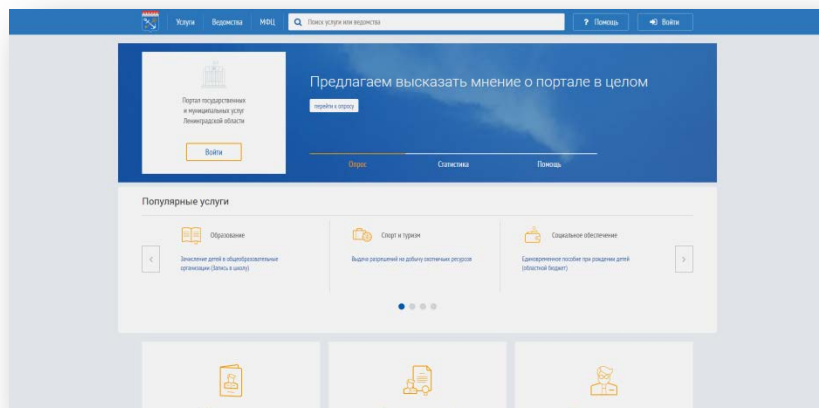 Услуги Ведомства МФЦ Поиск услуги или ведомства ? Помощь Войти
Портал государственных
и муниципальных услуг
Ленинградской области
Войти
Предлагаем высказать мнение о портале в целом
перейти к опросу
Опрос Статистика Помощь
Популярные услуги
Образование
Зачисление детей в общеобразовательные
организации (Запись в школу)
Спорт и туризм
Выдача разрешений на добычу охотничьих ресурсов
Социальное обеспечение
Единовременное пособие при рождении детей
(областной бюджет)